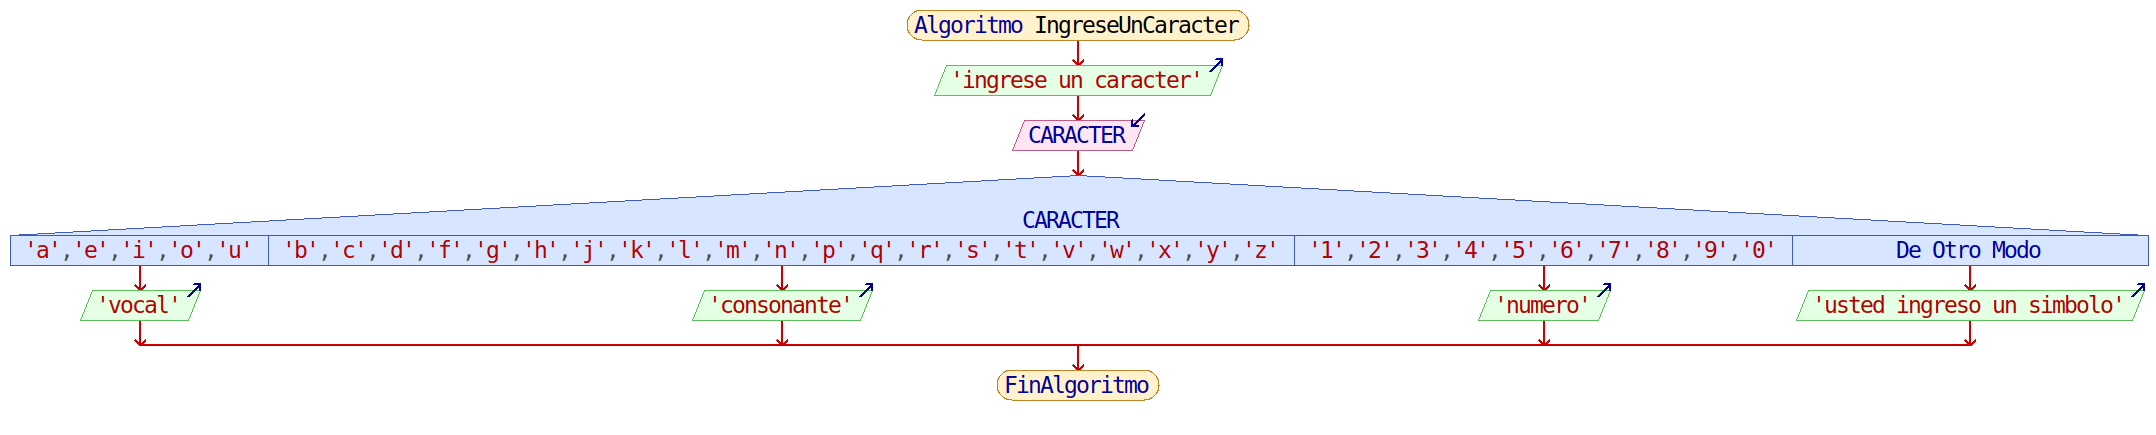 Algoritmo IngreseUnCaracter
'ingrese un caracter'
CARACTER
CARACTER
'a','e','i','o','u' 'b','c','d','f','g','h','j','k','l','m','n','p','q','r','s','t','v','w','x','y','z' '1','2','3','4','5','6','7','8','9','0' De Otro Modo
'vocal' 'consonante' 'numero' 'usted ingreso un simbolo'
FinAlgoritmo